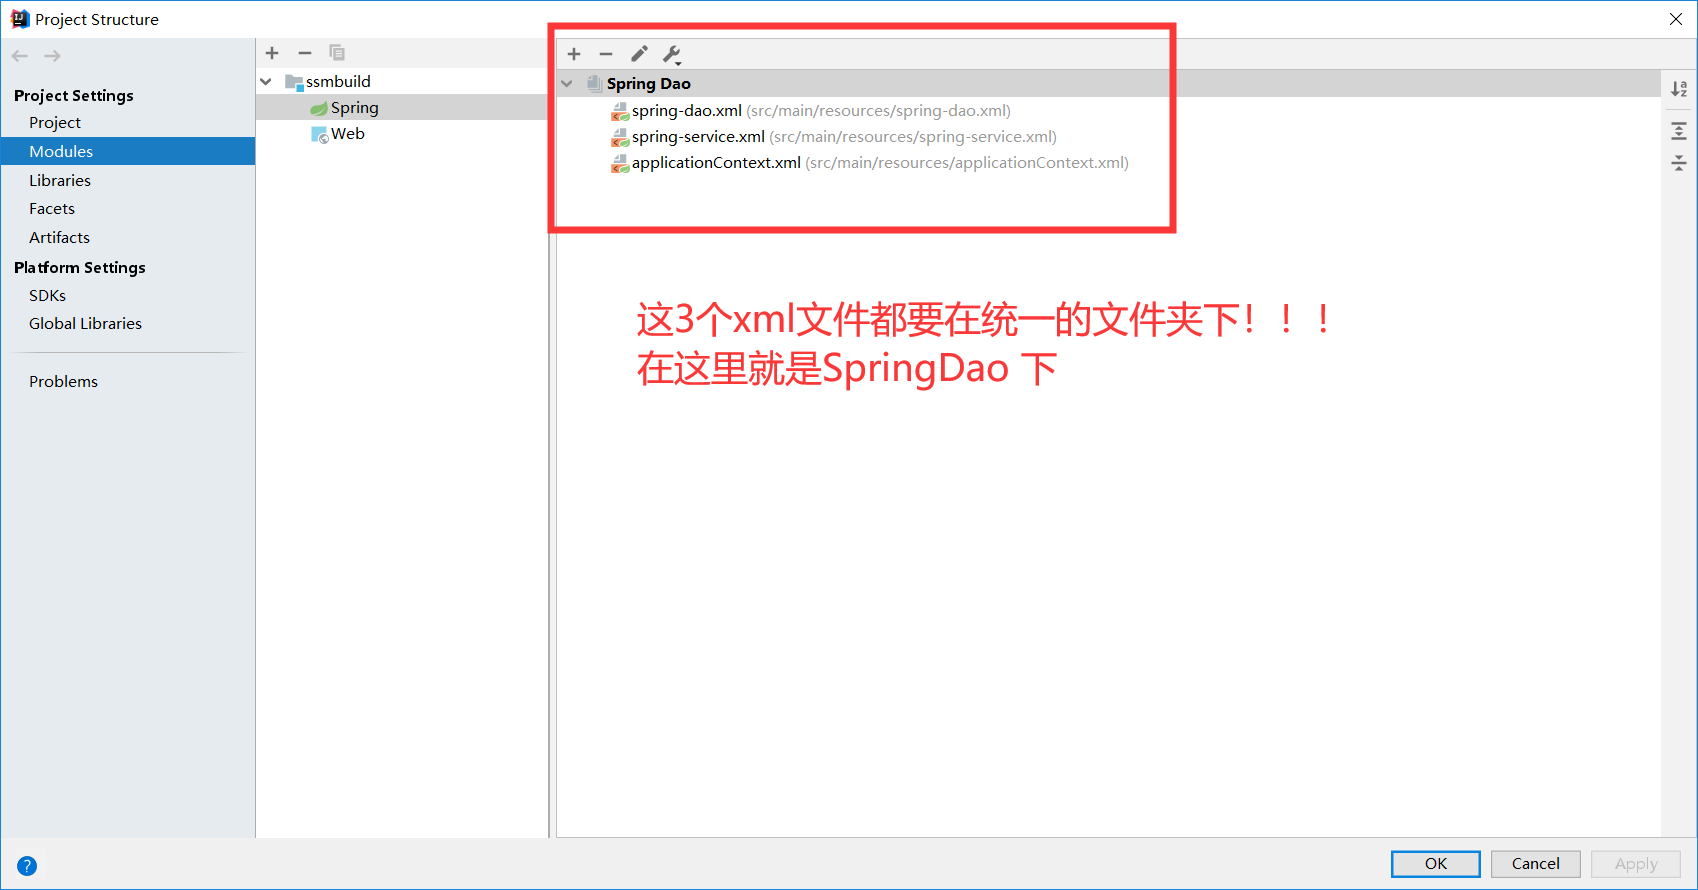 Project Structure
Project Settings
Project
Modules
Libraries
Facets
Artifacts
Platform Settings
SDKs
Global Libraries
Problems
ssmbuild
Spring
Web
Spring Dao
spring-dao.xml (src/main/resources/spring-dao.xml)
spring-service.xml (src/main/resources/spring-service.xml)
applicationContext.xml (src/main/resources/applicationContext.xml)
这3个xml文件都要在统一的文件夹下！！！
在这里就是SpringDao 下
OK
Cancel
Apply